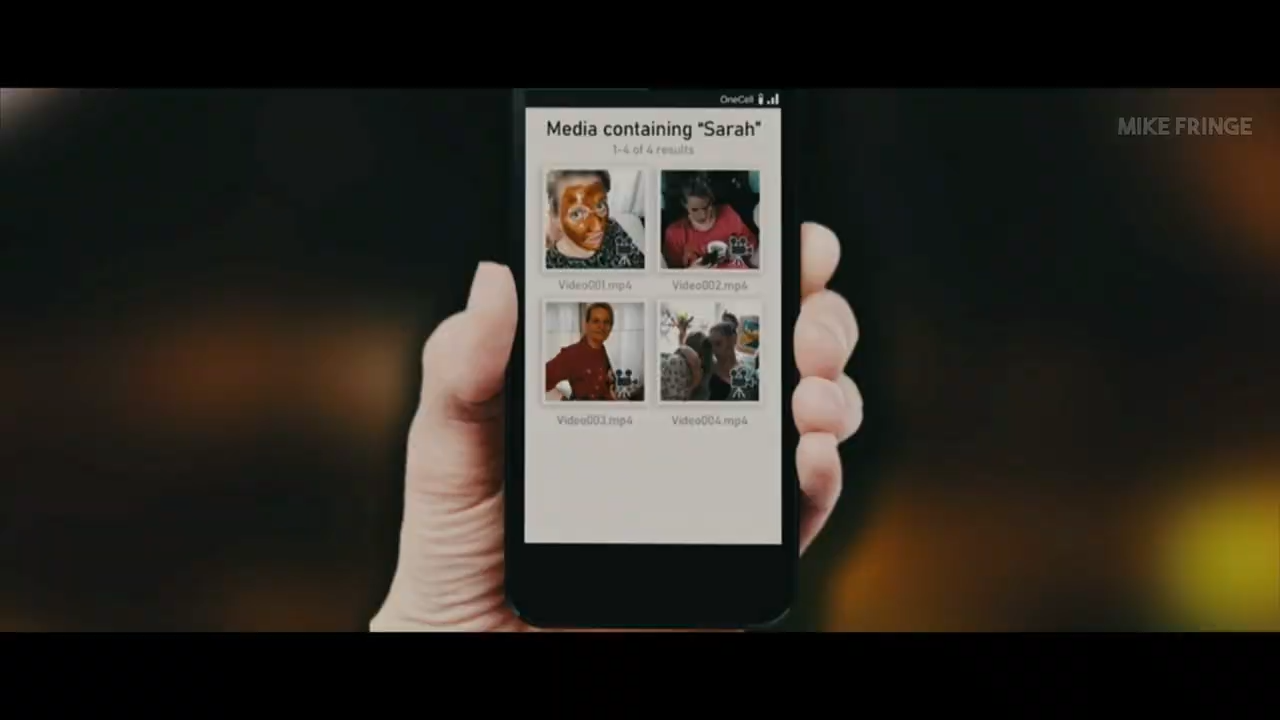 OneCell
MIKE FRINGE
Media containing "Sarah"
1-4 of 4 results
Video001.mp4
Video002.mp4
Video003.mp4
Video004.mp4